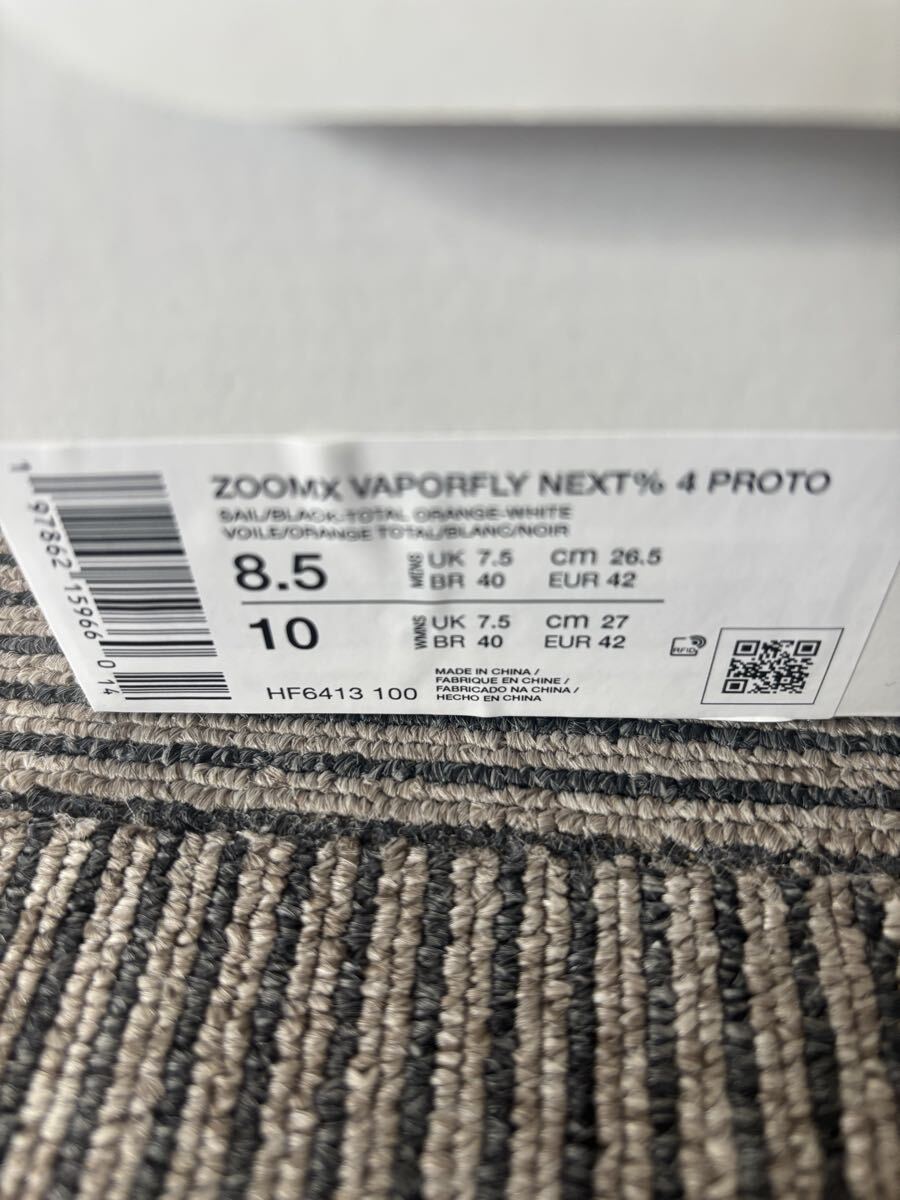 ZOOMX VAPORFLY NEXT% 4 PROTO
SAIL/BLACK-TOTAL ORANGE-WHITE
VOILE/ORANGE TOTAL/BLANC/NOIR
8.5 MENS UK 7.5 cm 26.5
BR 40 EUR 42
10 WMNS UK 7.5 cm 27
BR 40 EUR 42
RFID
HF6413 100
MADE IN CHINA /
FABRIQUE EN CHINE /
FABRICADO NA CHINA /
HECHO EN CHINA
1 97862 15966 0 14